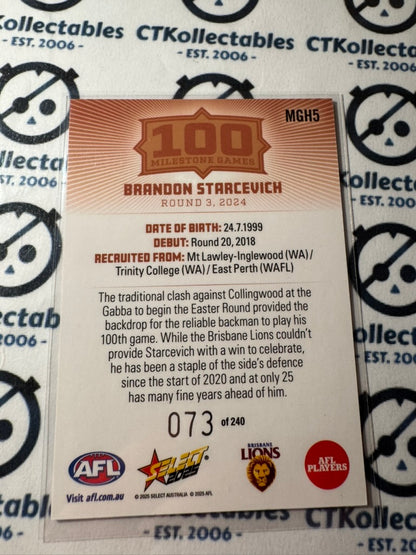 CTKollectables
- EST. 2006 -
CTKollectables
- EST. 2006 -
MGH5
100
MILESTONE GAMES
BRANDON STARCEVICH
ROUND 3, 2024
DATE OF BIRTH: 24.7.1999
DEBUT: Round 20, 2018
RECRUITED FROM: Mt Lawley-Inglewood (WA) /
Trinity College (WA) / East Perth (WAFL)
The traditional clash against Collingwood at the
Gabba to begin the Easter Round provided the
backdrop for the reliable backman to play his
100th game. While the Brisbane Lions couldn't
provide Starcevich with a win to celebrate,
he has been a staple of the side's defence
since the start of 2020 and at only 25
has many fine years ahead of him.
073 of 240
AFL
Visit afl.com.au
SELECT
2025
© 2025 SELECT AUSTRALIA © 2025 AFL
BRISBANE
LIONS
AFL
PLAYERS
- EST. 2006 -